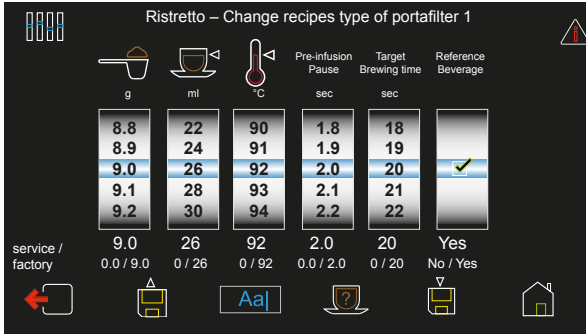 Ristretto – Change recipes type of portafilter 1
Pre-infusion Pause
Target Brewing time
Reference Beverage
g ml °C sec sec
8.8 22 90 1.8 18
8.9 24 91 1.9 19
9.0 26 92 2.0 20
9.1 28 93 2.1 21
9.2 30 94 2.2 22
service / factory
9.0 26 92 2.0 20 Yes
0.0 / 9.0 0 / 26 0 / 92 0.0 / 2.0 0 / 20 No / Yes
Aa|
?